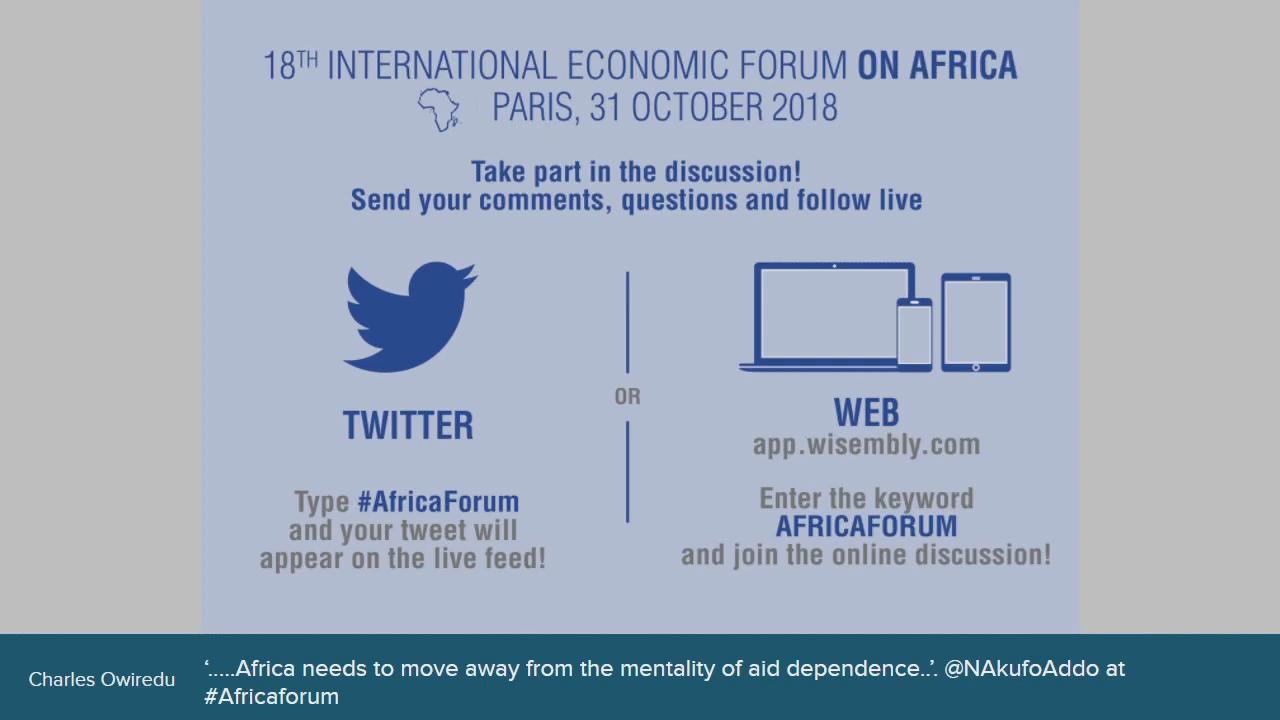 18TH INTERNATIONAL ECONOMIC FORUM ON AFRICA
PARIS, 31 OCTOBER 2018
Take part in the discussion!
Send your comments, questions and follow live
TWITTER
Type #AfricaForum
and your tweet will
appear on the live feed!
OR
WEB
app.wisembly.com
Enter the keyword
AFRICAFORUM
and join the online discussion!
Charles Owiredu
‘.....Africa needs to move away from the mentality of aid dependence..’. @NAkufoAddo at
#Africaforum